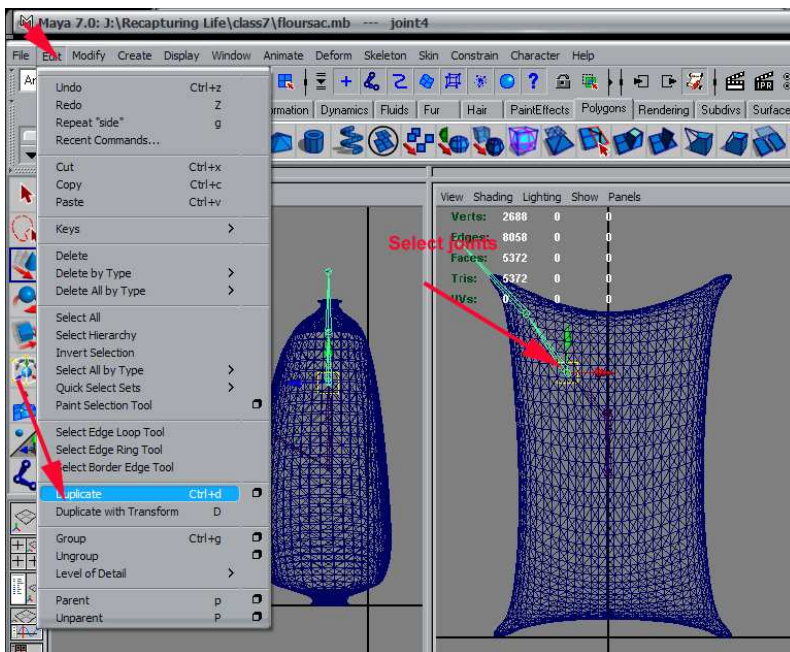 Maya 7.0: J:\Recapturing Life\class7\floursac.mb --- joint4
File Edit Modify Create Display Window Animate Deform Skeleton Skin Constrain Character Help
Undo Ctrl+z
Redo Z
Repeat "side" g
Recent Commands...
Cut Ctrl+x
Copy Ctrl+c
Paste Ctrl+v
Keys
Delete
Delete by Type
Delete All by Type
Select All
Select Hierarchy
Invert Selection
Select All by Type
Quick Select Sets
Paint Selection Tool
Select Edge Loop Tool
Select Edge Ring Tool
Select Border Edge Tool
Duplicate Ctrl+d
Duplicate with Transform D
Group Ctrl+g
Ungroup
Level of Detail
Parent p
Unparent P
Dynamics Fluids Fur Hair PaintEffects Polygons Rendering Subdivs Surface
IPR
View Shading Lighting Show Panels
Verts: 2688 0 0
Edges: 8058 0 0
Select joints
Faces: 5372 0 0
Tris: 5372 0 0
UVs: 0 0 0